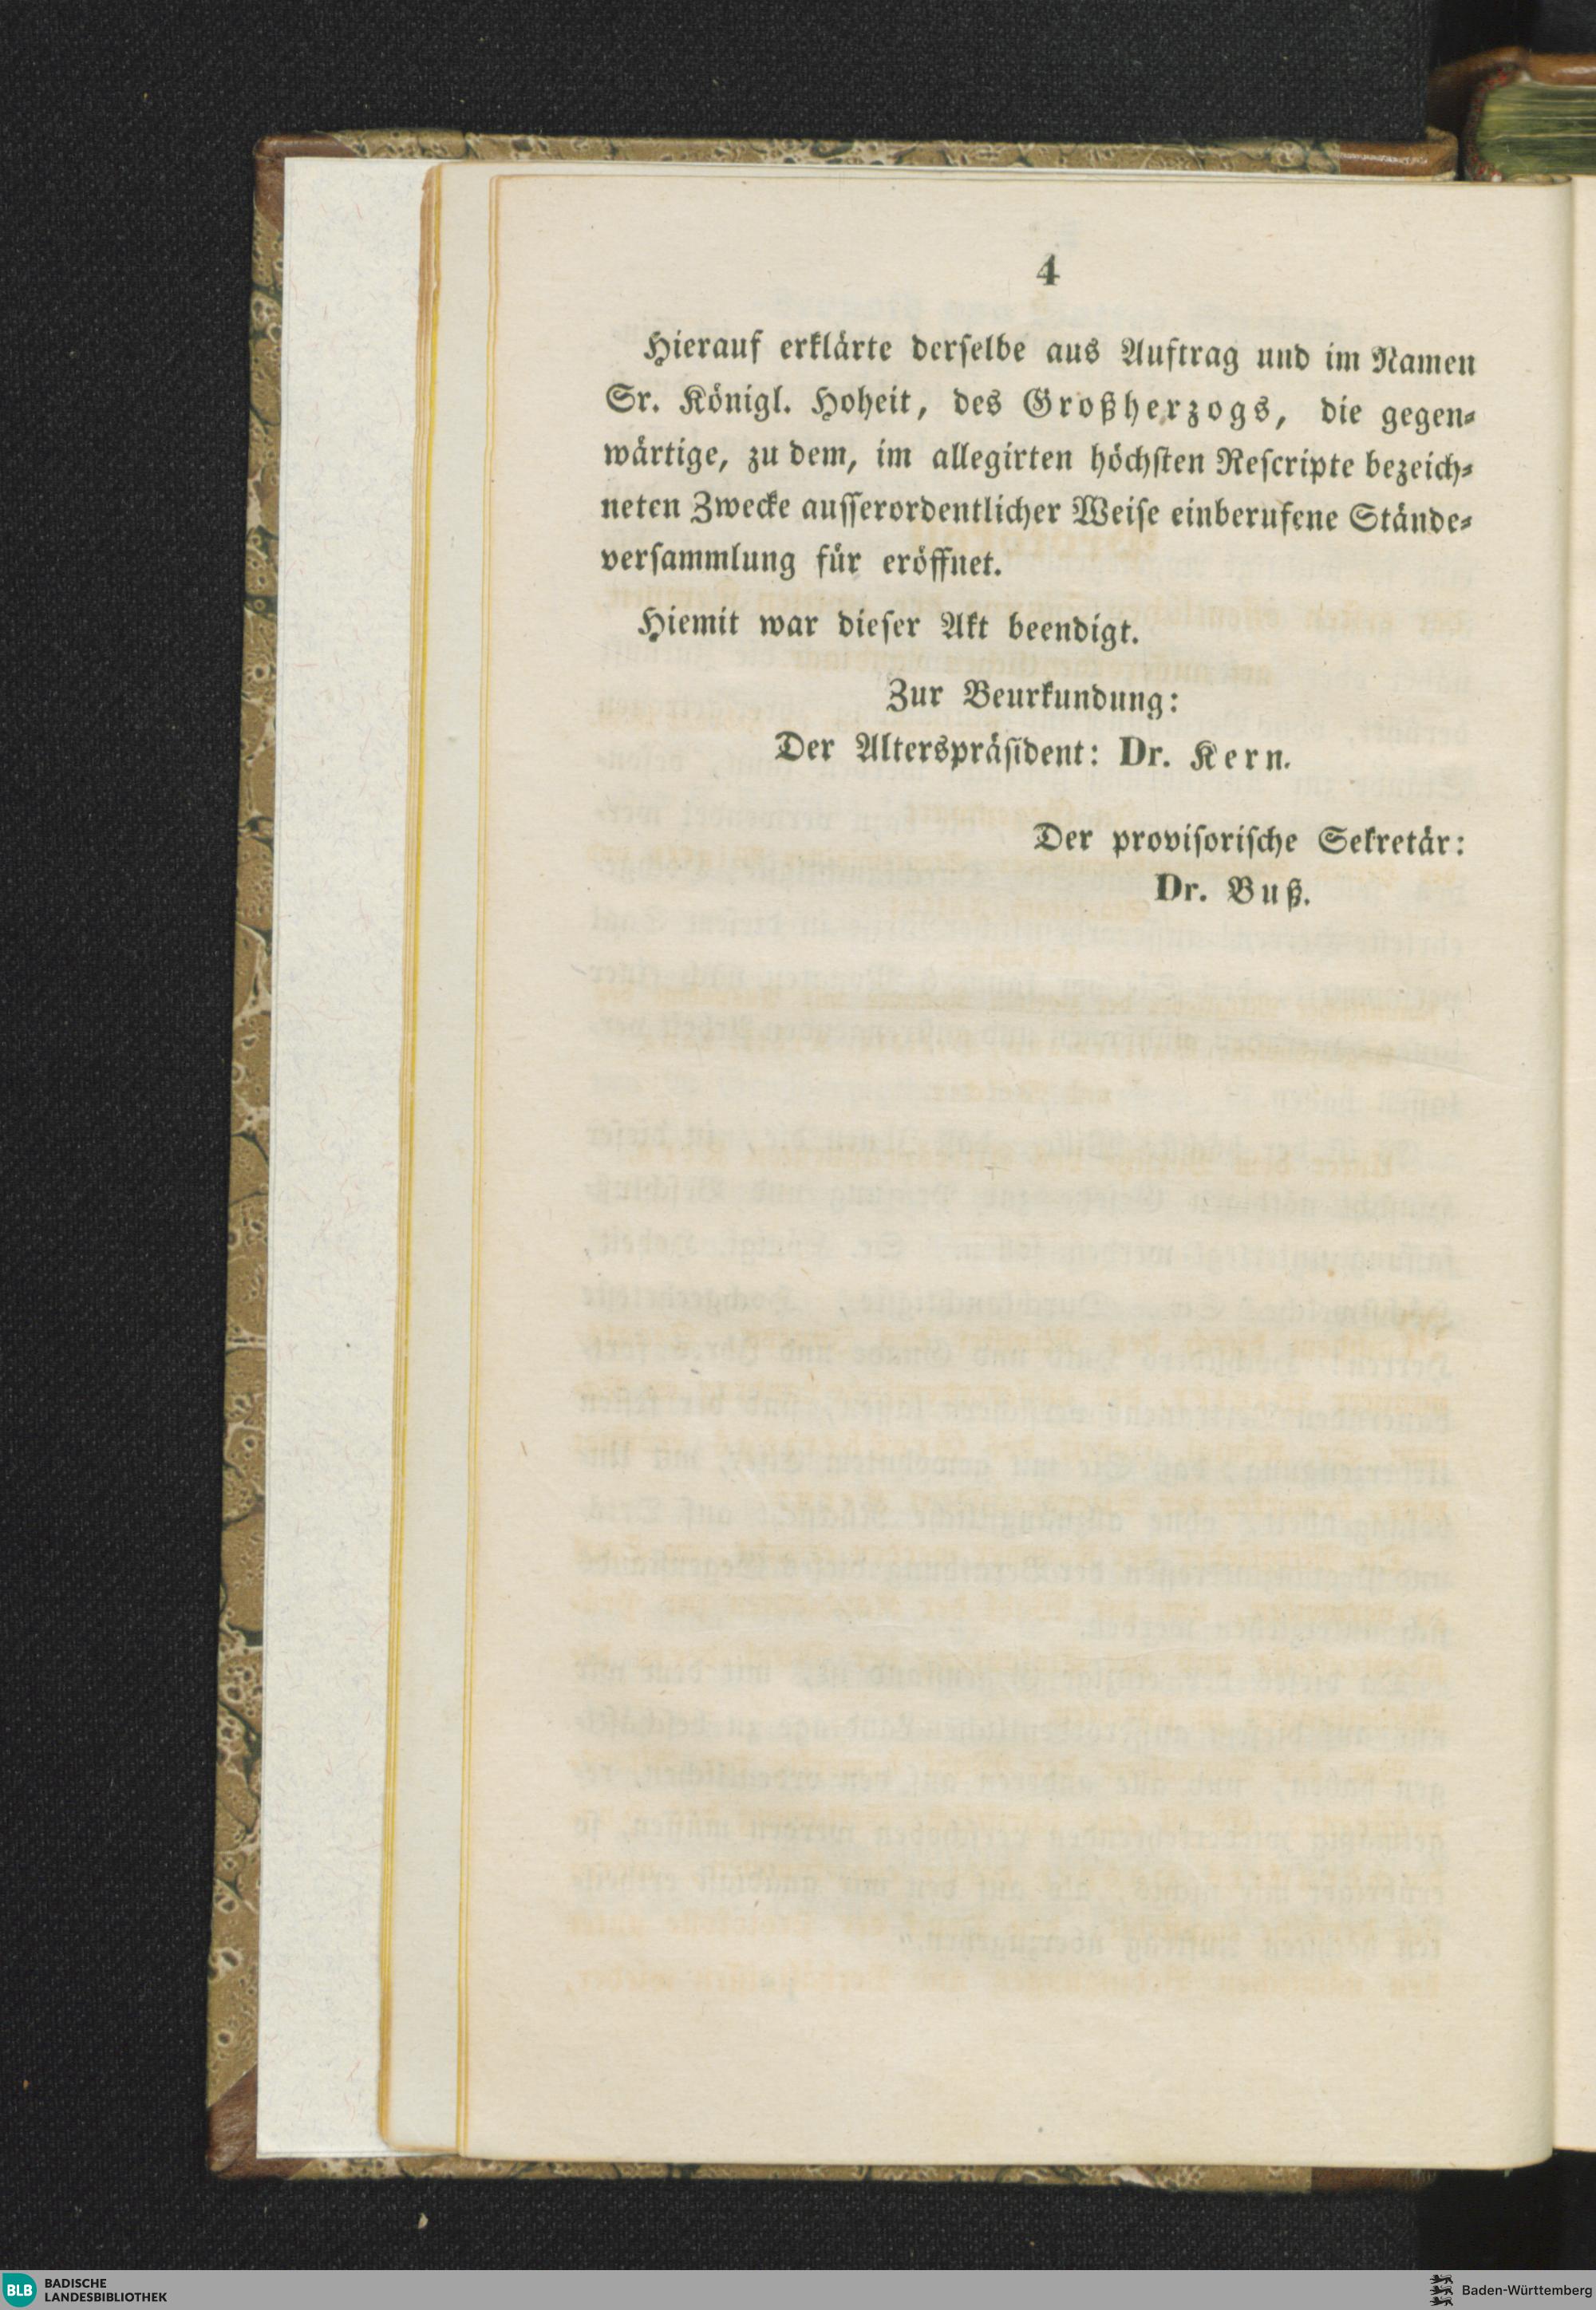 4
Hierauf erklärte derselbe aus Auftrag und im Namen
Sr. Königl. Hoheit, des Großherzogs, die gegen-
wärtige, zu dem, im allegirten höchsten Rescripte bezeich-
neten Zwecke ausserordentlicher Weise einberufene Stände-
versammlung für eröffnet.
Hiemit war dieser Akt beendigt.
Zur Beurkundung:
Der Alterspräsident: Dr. Kern.
Der provisorische Sekretär:
Dr. Buß.
BLB BADISCHE
LANDESBIBLIOTHEK
Baden-Württemberg